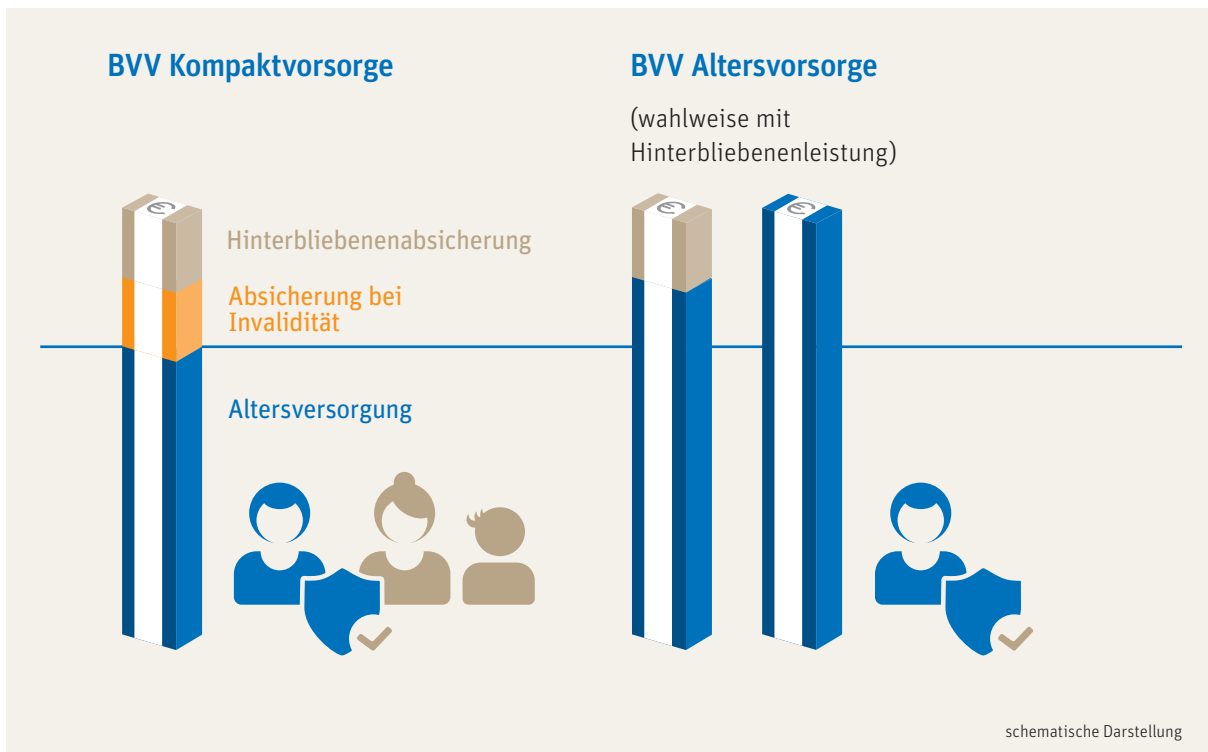 BVV Kompaktvorsorge
BVV Altersvorsorge
(wahlweise mit
Hinterbliebenenleistung)
€
€
€
Hinterbliebenenabsicherung
Absicherung bei
Invalidität
Altersversorgung
schematische Darstellung